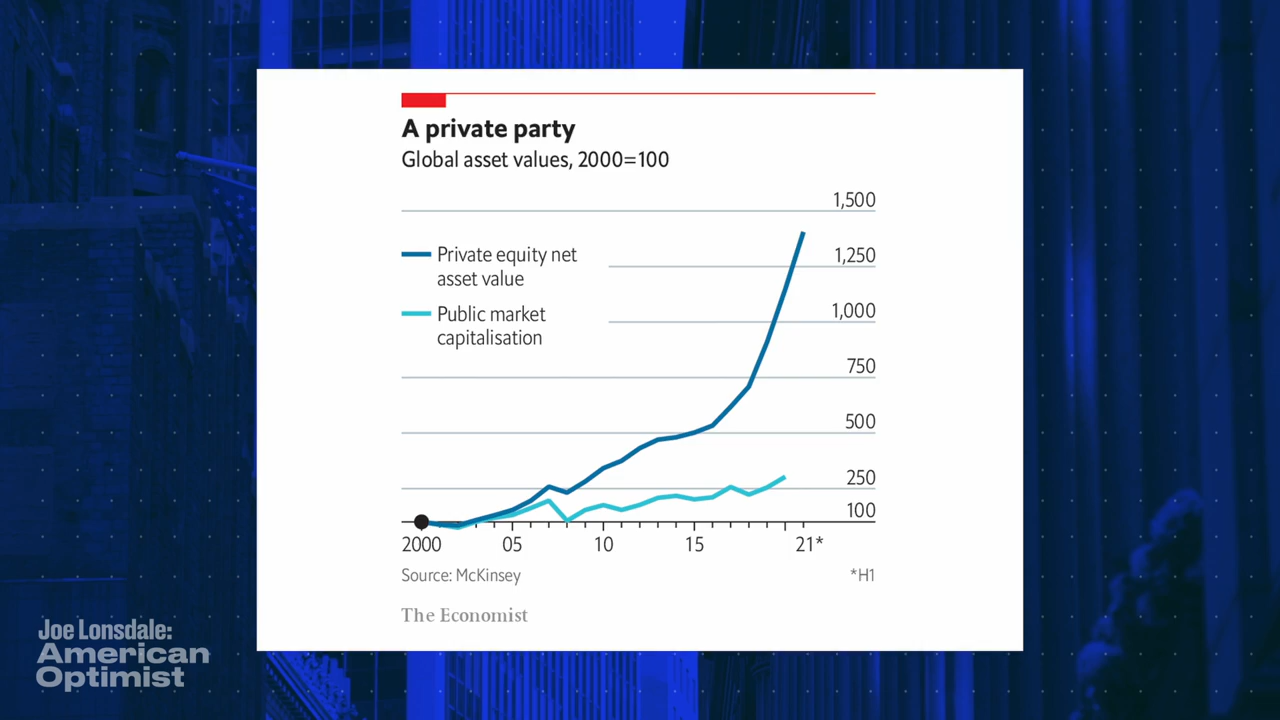 A private party
Global asset values, 2000=100
1,500
Private equity net
asset value
1,250
Public market
capitalisation
1,000
750
500
250
100
2000 05 10 15 21*
Source: McKinsey *H1
The Economist
Joe Lonsdale:
American
Optimist